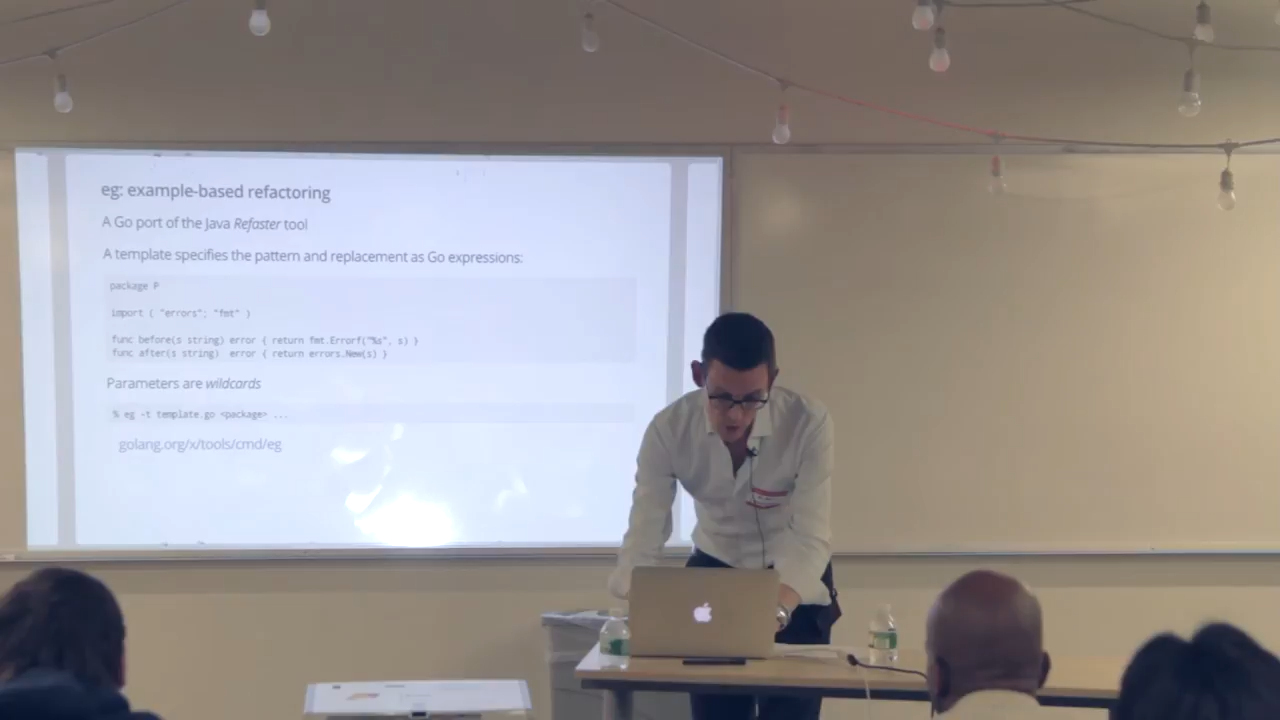 eg: example-based refactoring
A Go port of the Java Refaster tool
A template specifies the pattern and replacement as Go expressions:
package P
import ( "errors"; "fmt" )
func before(s string) error { return fmt.Errorf("%s", s) }
func after(s string)  error { return errors.New(s) }
Parameters are wildcards
% eg -t template.go <package> ...
golang.org/x/tools/cmd/eg